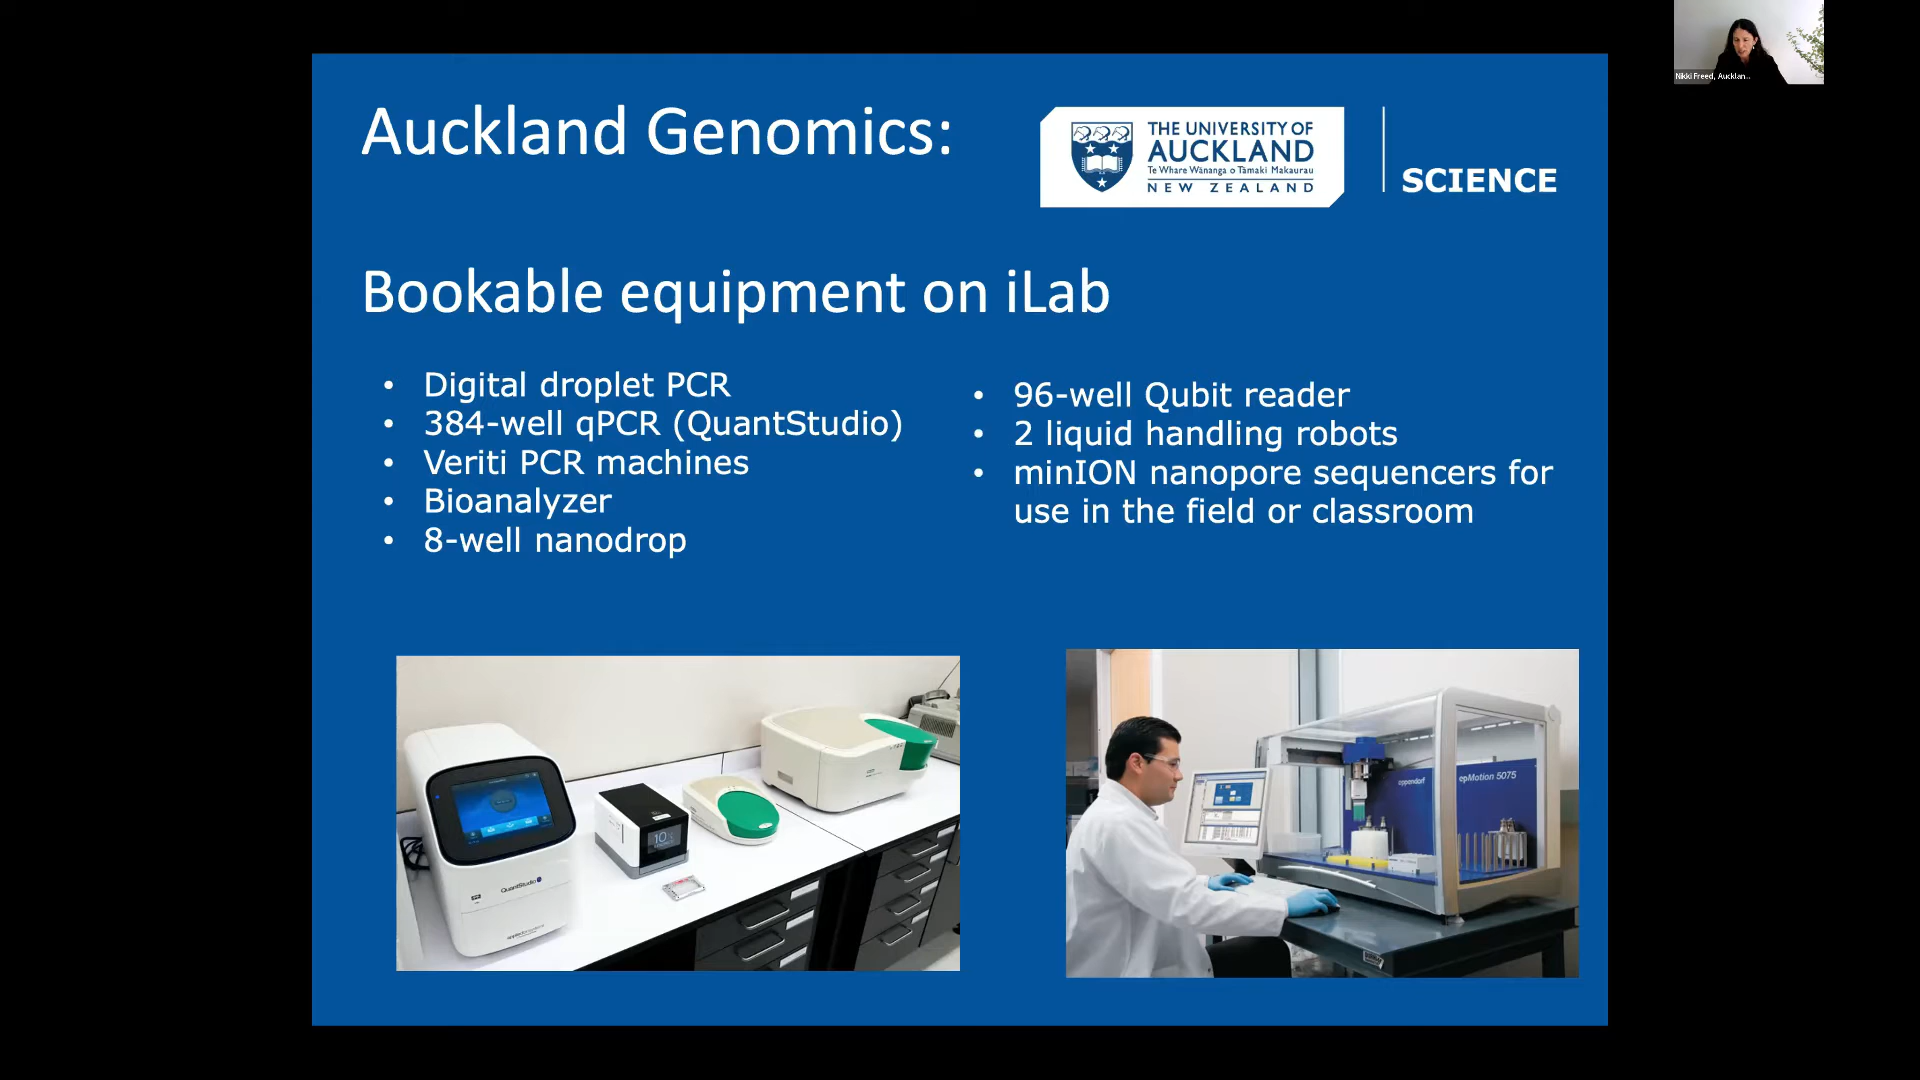 Auckland Genomics:
THE UNIVERSITY OF
AUCKLAND
Te Whare Wānanga o Tāmaki Makaurau
NEW ZEALAND
SCIENCE
Nikki Freed, Aucklan...
Bookable equipment on iLab
• Digital droplet PCR
• 384-well qPCR (QuantStudio)
• Veriti PCR machines
• Bioanalyzer
• 8-well nanodrop
• 96-well Qubit reader
• 2 liquid handling robots
• minION nanopore sequencers for
use in the field or classroom
QuantStudio
eppendorf
epMotion 5075